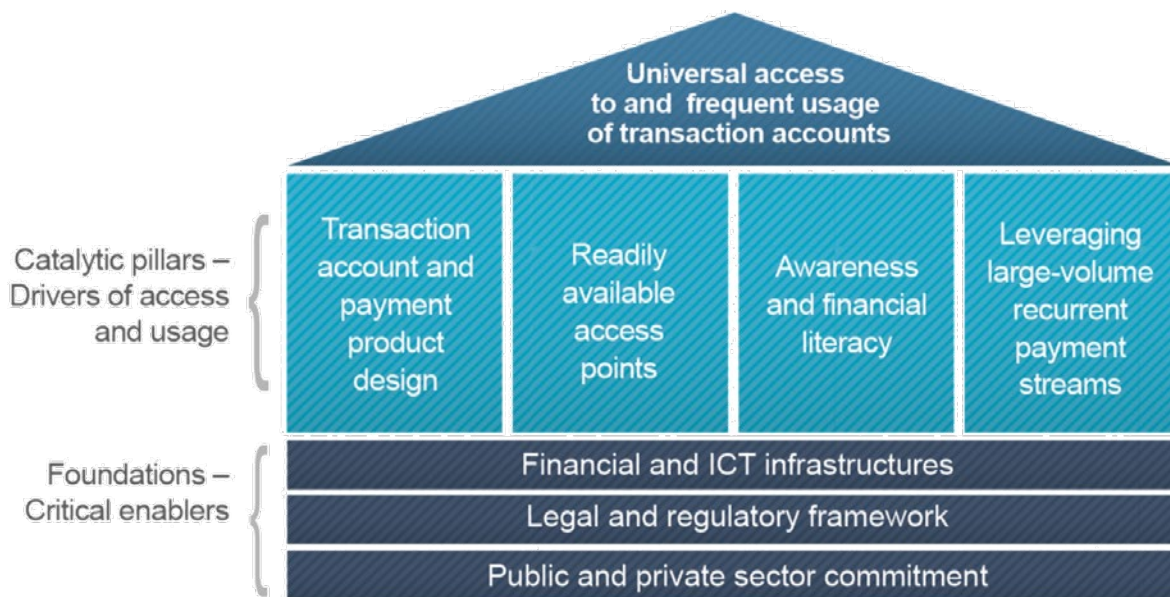 Universal access
to and frequent usage
of transaction accounts
Catalytic pillars –
Drivers of access
and usage
Transaction
account and
payment
product
design
Readily
available
access
points
Awareness
and financial
literacy
Leveraging
large-volume
recurrent
payment
streams
Foundations –
Critical enablers
Financial and ICT infrastructures
Legal and regulatory framework
Public and private sector commitment